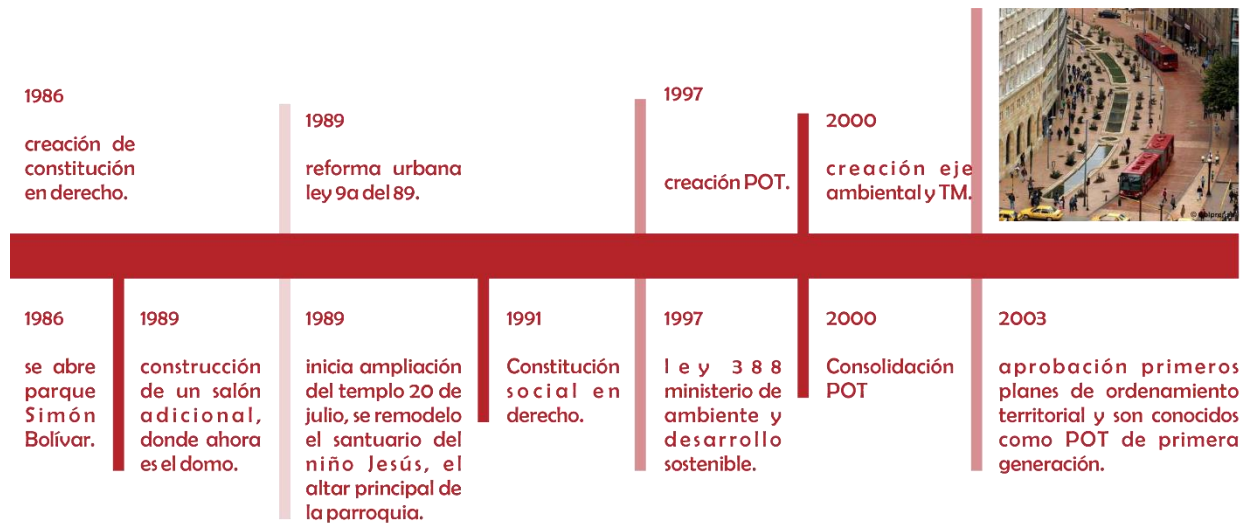 1986
creación de
constitución
en derecho.
1989
reforma urbana
ley 9a del 89.
1997
creación POT.
2000
creación eje
ambiental y TM.
1986
se abre
parque
Simón
Bolívar.
1989
construcción
de un salón
adicional,
donde ahora
es el domo.
1989
inicia ampliación
del templo 20 de
julio, se remodelo
el santuario del
niño Jesús, el
altar principal de
la parroquia.
1991
Constitución
social en
derecho.
1997
ley 388
ministerio de
ambiente y
desarrollo
sostenible.
2000
Consolidación
POT
2003
aprobación primeros
planes de ordenamiento
territorial y son conocidos
como POT de primera
generación.